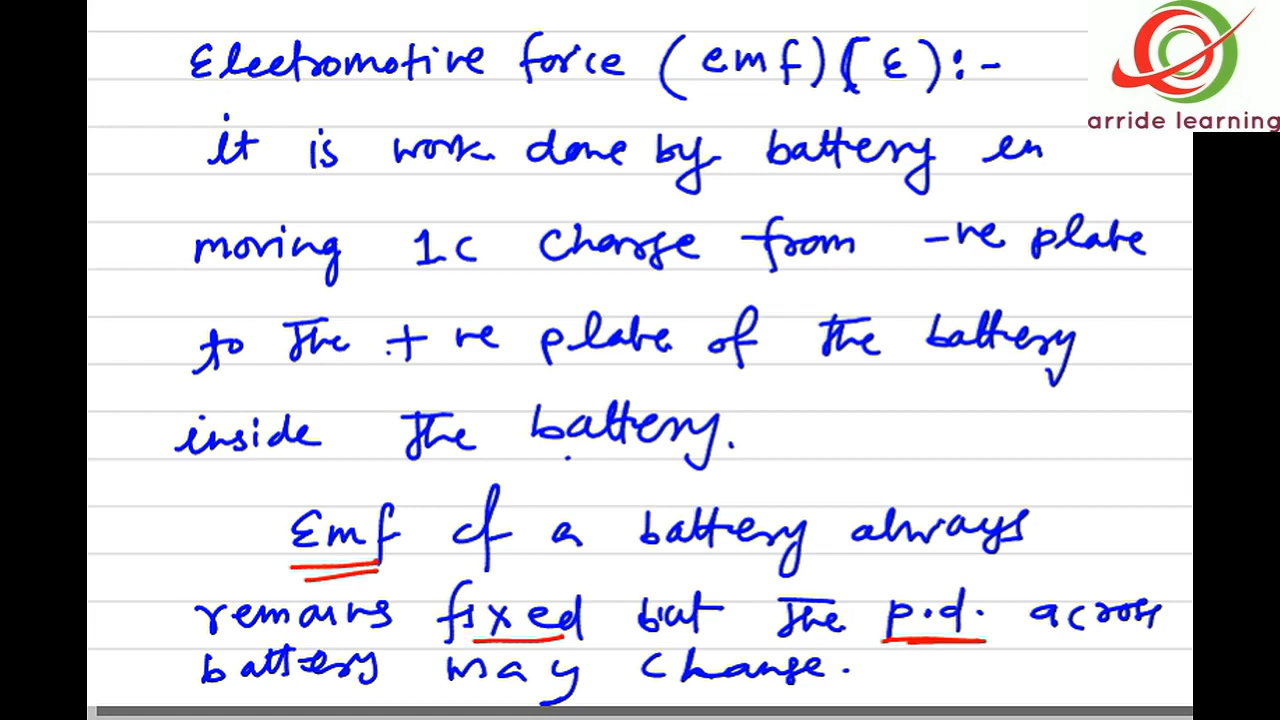 Electromotive force (emf) (ε):-
arride learning
it is work done by battery in
moving 1C charge from -ve plate
to the +ve plate of the battery
inside the battery.
Emf of a battery always
remains fixed but the p.d. across
battery may change.